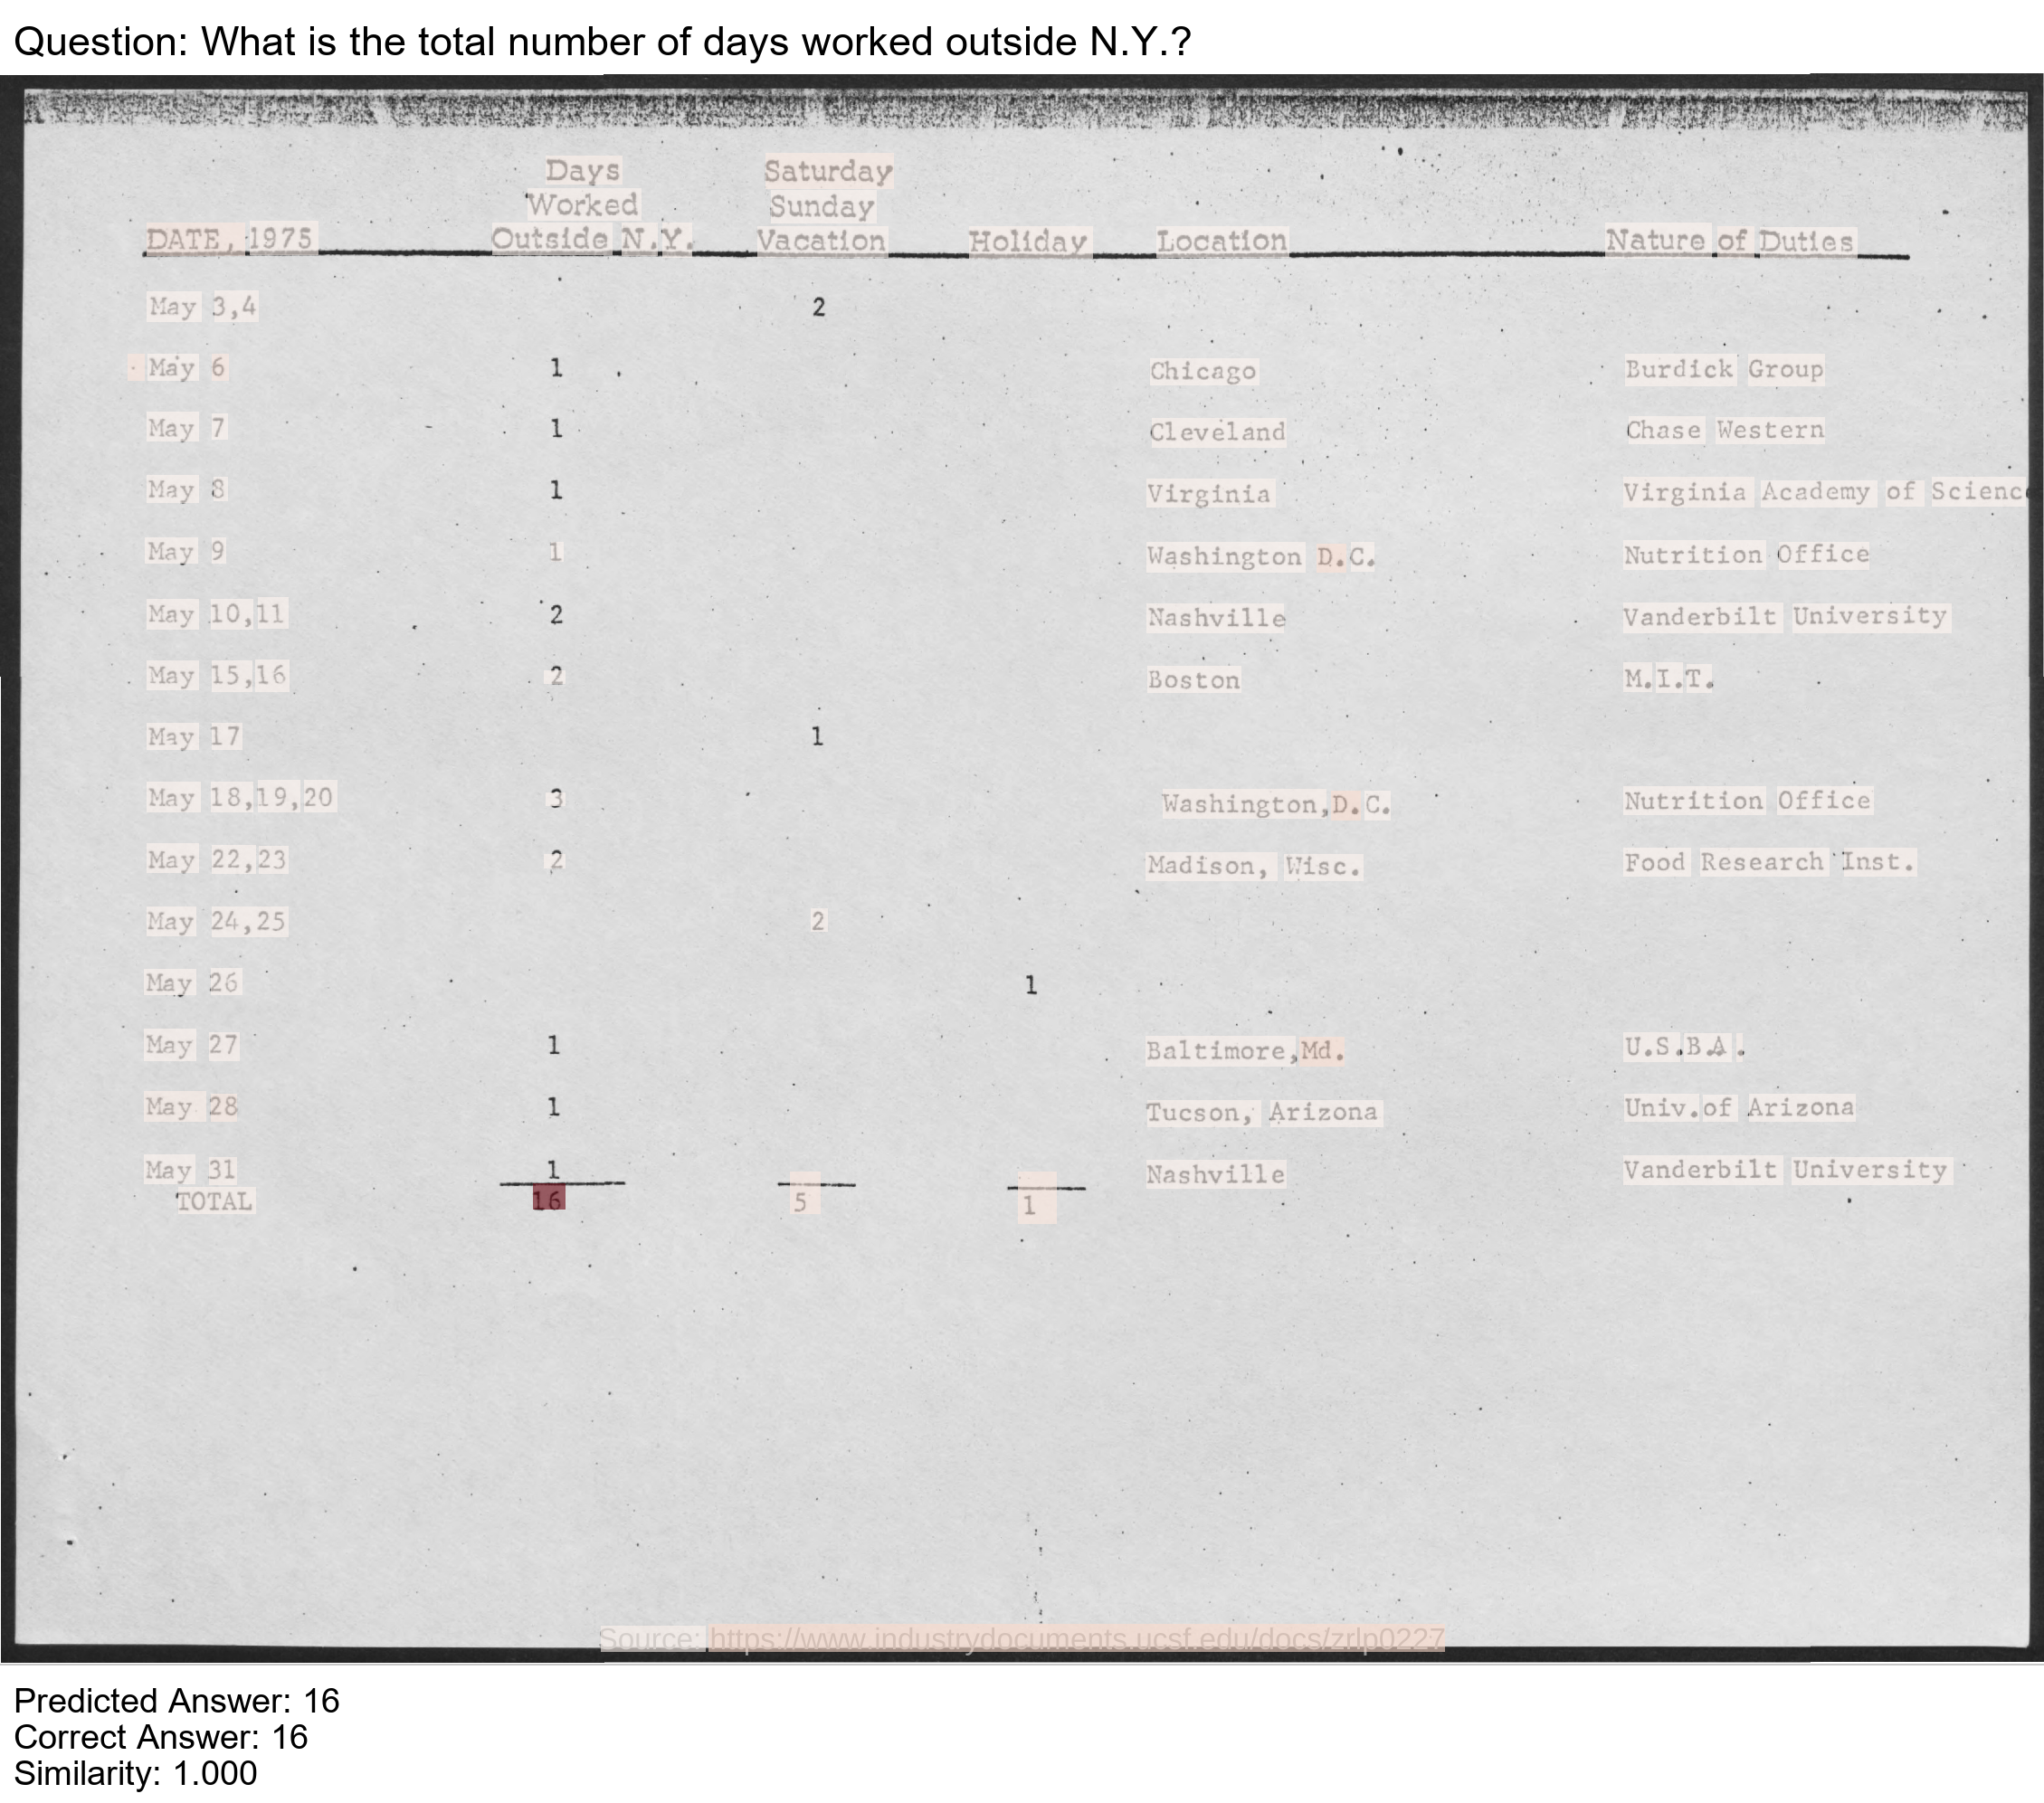 Question: What is the total number of days worked outside N.Y.?
Days Saturday
Worked Sunday
DATE, 1975 Outside N.Y. Vacation Holiday Location Nature of Duties
May 3,4 2
May 6 1 Chicago Burdick Group
May 7 1 Cleveland Chase Western
May 8 1 Virginia Virginia Academy of Scienc
May 9 1 Washington D.C. Nutrition Office
May 10,11 2 Nashville Vanderbilt University
May 15,16 2 Boston M.I.T.
May 17 1
May 18,19,20 3 Washington,D.C. Nutrition Office
May 22,23 2 Madison, Wisc. Food Research Inst.
May 24,25 2
May 26 1
May 27 1 Baltimore,Md. U.S.B.A.
May 28 1 Tucson, Arizona Univ.of Arizona
May 31 1 Nashville Vanderbilt University
TOTAL 16 5 1
Source: https://www.industrydocuments.ucsf.edu/docs/zrlp0227
Predicted Answer: 16
Correct Answer: 16
Similarity: 1.000